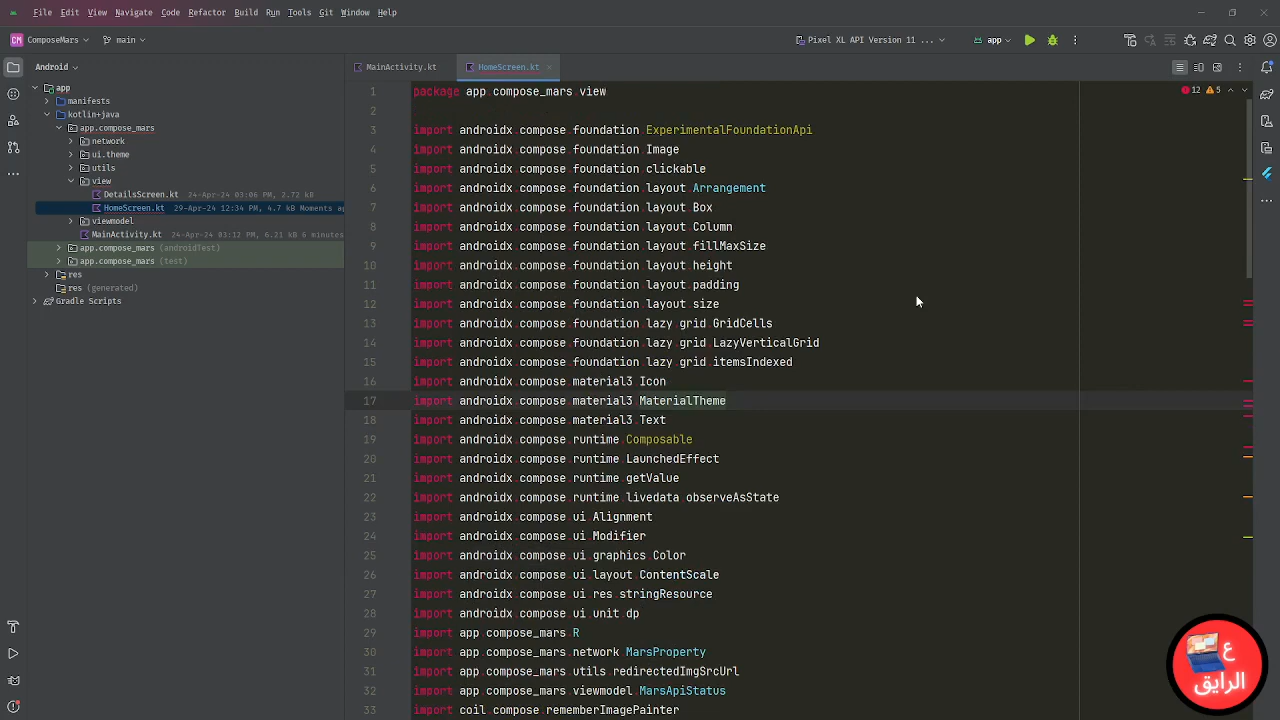 File Edit View Navigate Code Refactor Build Run Tools Git Window Help
CM ComposeMars main Pixel XL API Version 11 ... app
Android MainActivity.kt HomeScreen.kt
app
manifests
kotlin+java
app.compose_mars
network
ui.theme
utils
view
DetailsScreen.kt 24-Apr-24 03:06 PM, 2.72 kB
HomeScreen.kt 29-Apr-24 12:34 PM, 4.7 kB Moments ag
viewmodel
MainActivity.kt 24-Apr-24 03:12 PM, 6.21 kB 6 minutes
app.compose_mars (androidTest)
app.compose_mars (test)
res
res (generated)
Gradle Scripts
12 5
1 package app.compose_mars.view
2
3 import androidx.compose.foundation.ExperimentalFoundationApi
4 import androidx.compose.foundation.Image
5 import androidx.compose.foundation.clickable
6 import androidx.compose.foundation.layout.Arrangement
7 import androidx.compose.foundation.layout.Box
8 import androidx.compose.foundation.layout.Column
9 import androidx.compose.foundation.layout.fillMaxSize
10 import androidx.compose.foundation.layout.height
11 import androidx.compose.foundation.layout.padding
12 import androidx.compose.foundation.layout.size
13 import androidx.compose.foundation.lazy.grid.GridCells
14 import androidx.compose.foundation.lazy.grid.LazyVerticalGrid
15 import androidx.compose.foundation.lazy.grid.itemsIndexed
16 import androidx.compose.material3.Icon
17 import androidx.compose.material3.MaterialTheme
18 import androidx.compose.material3.Text
19 import androidx.compose.runtime.Composable
20 import androidx.compose.runtime.LaunchedEffect
21 import androidx.compose.runtime.getValue
22 import androidx.compose.runtime.livedata.observeAsState
23 import androidx.compose.ui.Alignment
24 import androidx.compose.ui.Modifier
25 import androidx.compose.ui.graphics.Color
26 import androidx.compose.ui.layout.ContentScale
27 import androidx.compose.ui.res.stringResource
28 import androidx.compose.ui.unit.dp
29 import app.compose_mars.R
30 import app.compose_mars.network.MarsProperty
31 import app.compose_mars.utils.redirectedImgSrcUrl
32 import app.compose_mars.viewmodel.MarsApiStatus
33 import coil.compose.rememberImagePainter
ع
الرايق